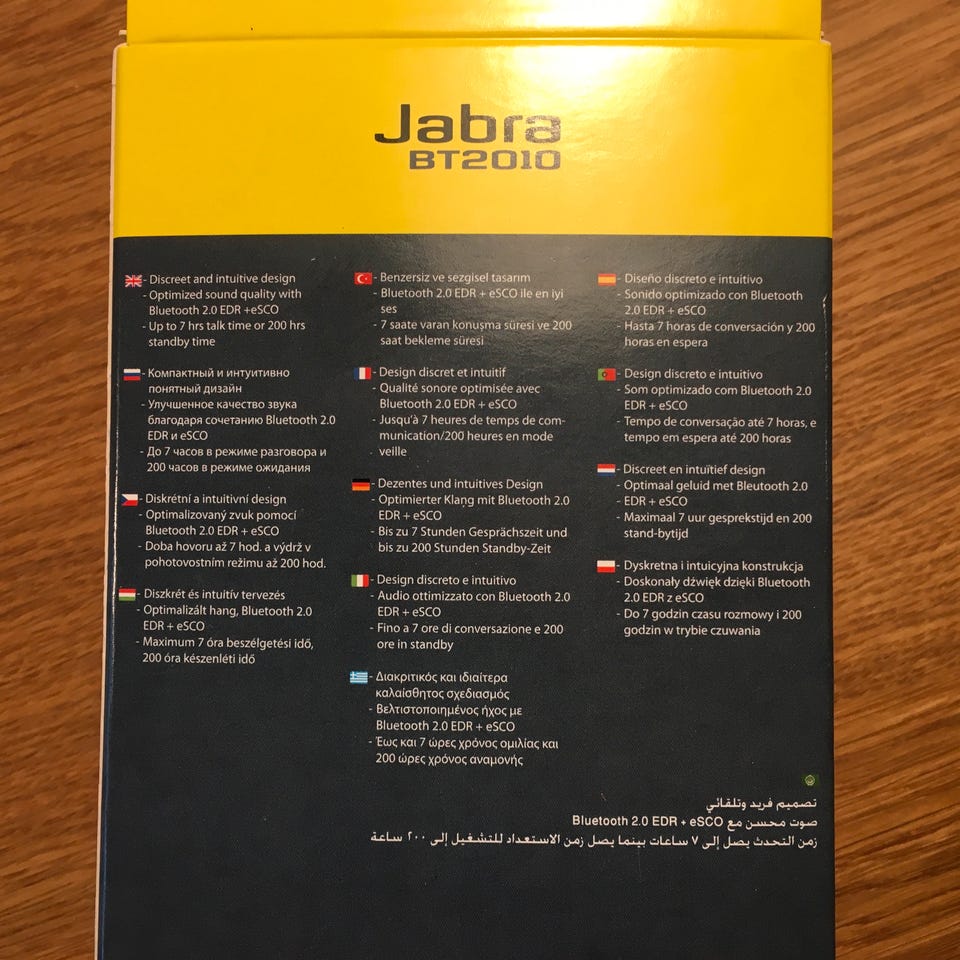 Jabra
BT2010
- Discreet and intuitive design
- Optimized sound quality with
Bluetooth 2.0 EDR +eSCO
- Up to 7 hrs talk time or 200 hrs
standby time
- Компактный и интуитивно
понятный дизайн
- Улучшенное качество звука
благодаря сочетанию Bluetooth 2.0
EDR и eSCO
- До 7 часов в режиме разговора и
200 часов в режиме ожидания
- Diskrétní a intuitivní design
- Optimalizovaný zvuk pomocí
Bluetooth 2.0 EDR + eSCO
- Doba hovoru až 7 hod. a výdrž v
pohotovostním režimu až 200 hod.
- Diszkrét és intuitív tervezés
- Optimalizált hang, Bluetooth 2.0
EDR + eSCO
- Maximum 7 óra beszélgetési idő,
200 óra készenléti idő
- Benzersiz ve sezgisel tasarım
- Bluetooth 2.0 EDR + eSCO ile en iyi
ses
- 7 saate varan konuşma süresi ve 200
saat bekleme süresi
- Design discret et intuitif
- Qualité sonore optimisée avec
Bluetooth 2.0 EDR + eSCO
- Jusqu'à 7 heures de temps de com-
munication/200 heures en mode
- veille
- Dezentes und intuitives Design
- Optimierter Klang mit Bluetooth 2.0
EDR + eSCO
- Bis zu 7 Stunden Gesprächszeit und
bis zu 200 Stunden Standby-Zeit
- Design discreto e intuitivo
- Audio ottimizzato con Bluetooth 2.0
EDR + eSCO
- Fino a 7 ore di conversazione e 200
ore in standby
- Διακριτικός και ιδιαίτερα
καλαίσθητος σχεδιασμός
- Βελτιστοποιημένος ήχος με
Bluetooth 2.0 EDR + eSCO
- Έως και 7 ώρες χρόνος ομιλίας και
200 ώρες χρόνος αναμονής
- Diseño discreto e intuitivo
- Sonido optimizado con Bluetooth
2.0 EDR + eSCO
- Hasta 7 horas de conversación y 200
horas en espera
- Design discreto e intuitivo
- Som optimizado com Bluetooth 2.0
EDR + eSCO
- Tempo de conversação até 7 horas, e
tempo em espera até 200 horas
- Discreet en intuïtief design
- Optimaal geluid met Bleutooth 2.0
- EDR + eSCO
- Maximaal 7 uur gesprekstijd en 200
stand-bytijd
- Dyskretna i intuicyjna konstrukcja
- Doskonały dźwięk dzięki Bluetooth
2.0 EDR z eSCO
- Do 7 godzin czasu rozmowy i 200
godzin w trybie czuwania
تصميم فريد وتلقائي
صوت محسن مع Bluetooth 2.0 EDR + eSCO
زمن التحدث يصل إلى ٧ ساعات بينما يصل زمن الاستعداد للتشغيل إلى ٢٠٠ ساعة